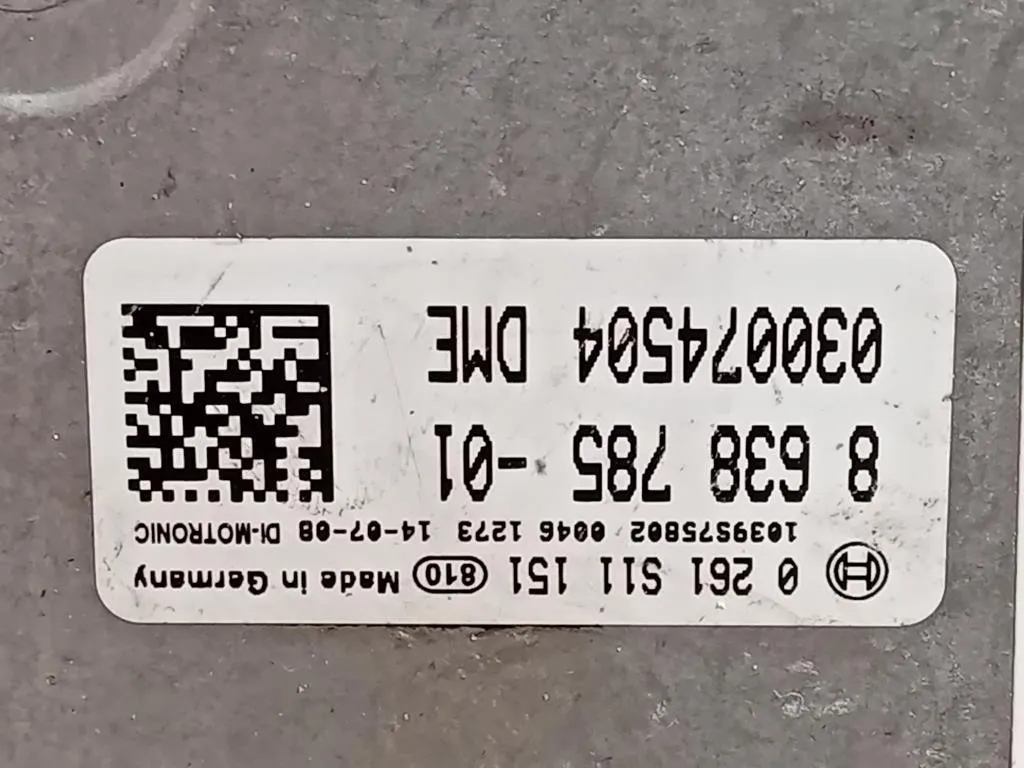 0 261 S11 151 810 Made in Germany
1039S75802 0046 1273 14-07-08 DI-MOTRONIC
8 638 785 -01
030074504 DME